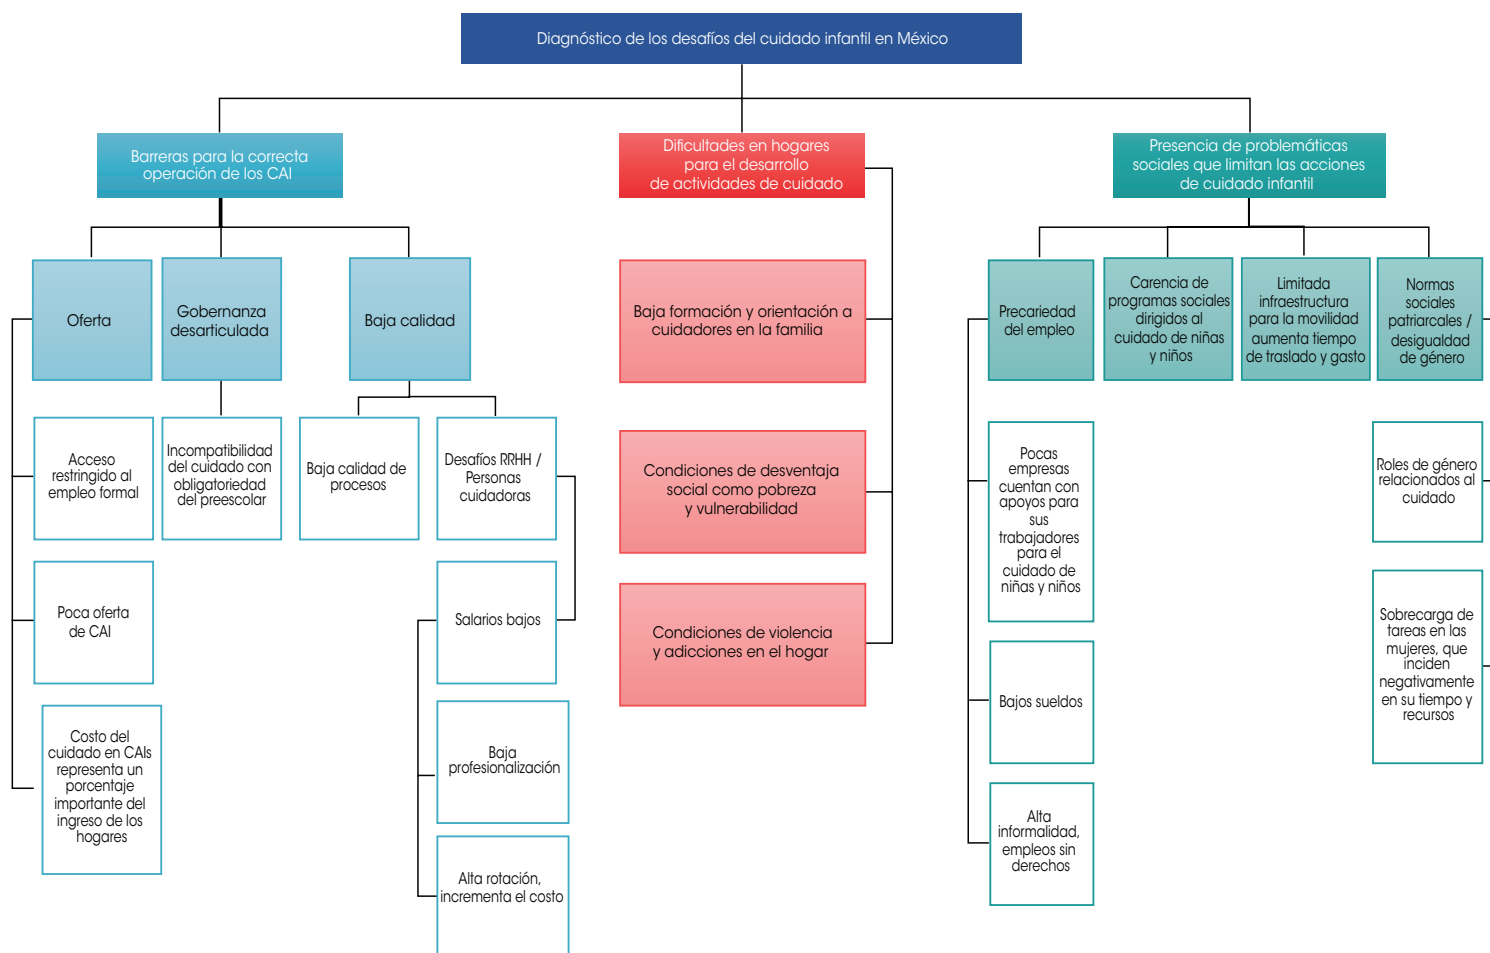 Diagnóstico de los desafíos del cuidado infantil en México
Barreras para la correcta
operación de los CAI
Dificultades en hogares
para el desarrollo
de actividades de cuidado
Presencia de problemáticas
sociales que limitan las acciones
de cuidado infantil
Oferta
Gobernanza
desarticulada
Baja calidad
Baja formación y orientación a
cuidadores en la familia
Precariedad
del empleo
Carencia de
programas sociales
dirigidos al
cuidado de niñas
y niños
Limitada
infraestructura
para la movilidad
aumenta tiempo
de traslado y gasto
Normas
sociales
patriarcales /
desigualdad
de género
Acceso
restringido al
empleo formal
Incompatibilidad
del cuidado con
obligatoriedad
del preescolar
Baja calidad de
procesos
Desafíos RRHH /
Personas
cuidadoras
Condiciones de desventaja
social como pobreza
y vulnerabilidad
Pocas
empresas
cuentan con
apoyos para
sus
trabajadores
para el
cuidado de
niñas y niños
Roles de género
relacionados al
cuidado
Poca oferta
de CAI
Salarios bajos
Condiciones de violencia
y adicciones en el hogar
Bajos sueldos
Sobrecarga de
tareas en las
mujeres, que
inciden
negativamente
en su tiempo y
recursos
Costo del
cuidado en CAIs
representa un
porcentaje
importante del
ingreso de los
hogares
Baja
profesionalización
Alta
informalidad,
empleos sin
derechos
Alta rotación,
incrementa el costo